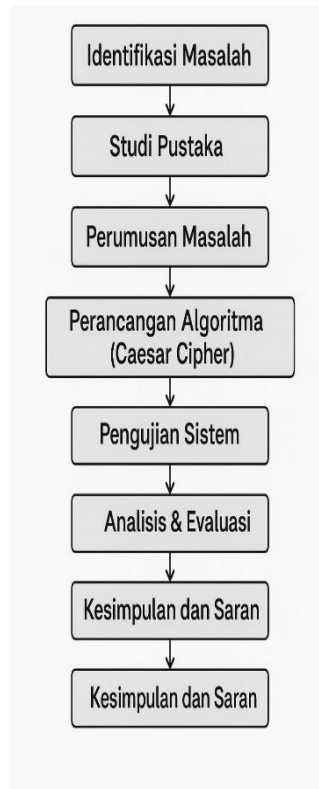 Identifikasi Masalah
Studi Pustaka
Perumusan Masalah
Perancangan Algoritma
(Caesar Cipher)
Pengujian Sistem
Analisis & Evaluasi
Kesimpulan dan Saran
Kesimpulan dan Saran